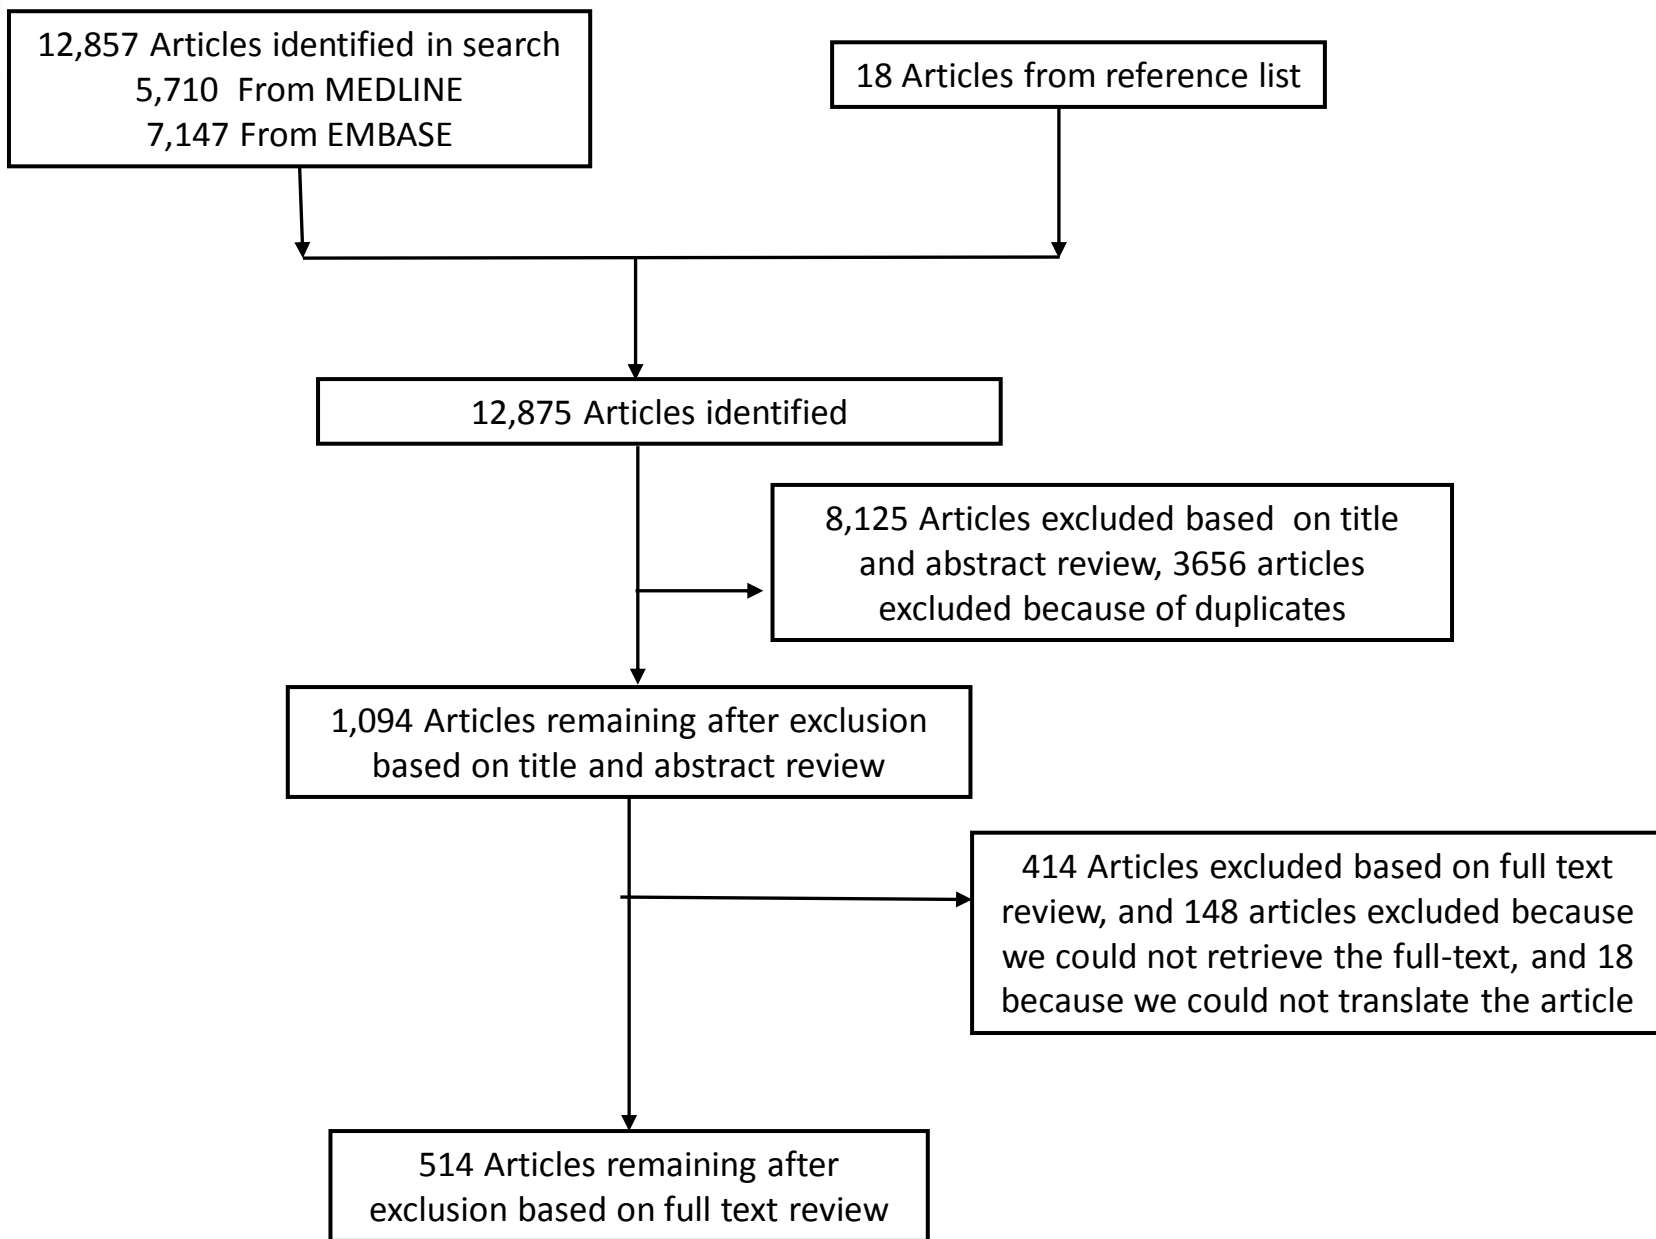 12,857 Articles identified in search
5,710 From MEDLINE
7,147 From EMBASE
18 Articles from reference list
12,875 Articles identified
8,125 Articles excluded based on title
and abstract review, 3656 articles
excluded because of duplicates
1,094 Articles remaining after exclusion
based on title and abstract review
414 Articles excluded based on full text
review, and 148 articles excluded because
we could not retrieve the full-text, and 18
because we could not translate the article
514 Articles remaining after
exclusion based on full text review